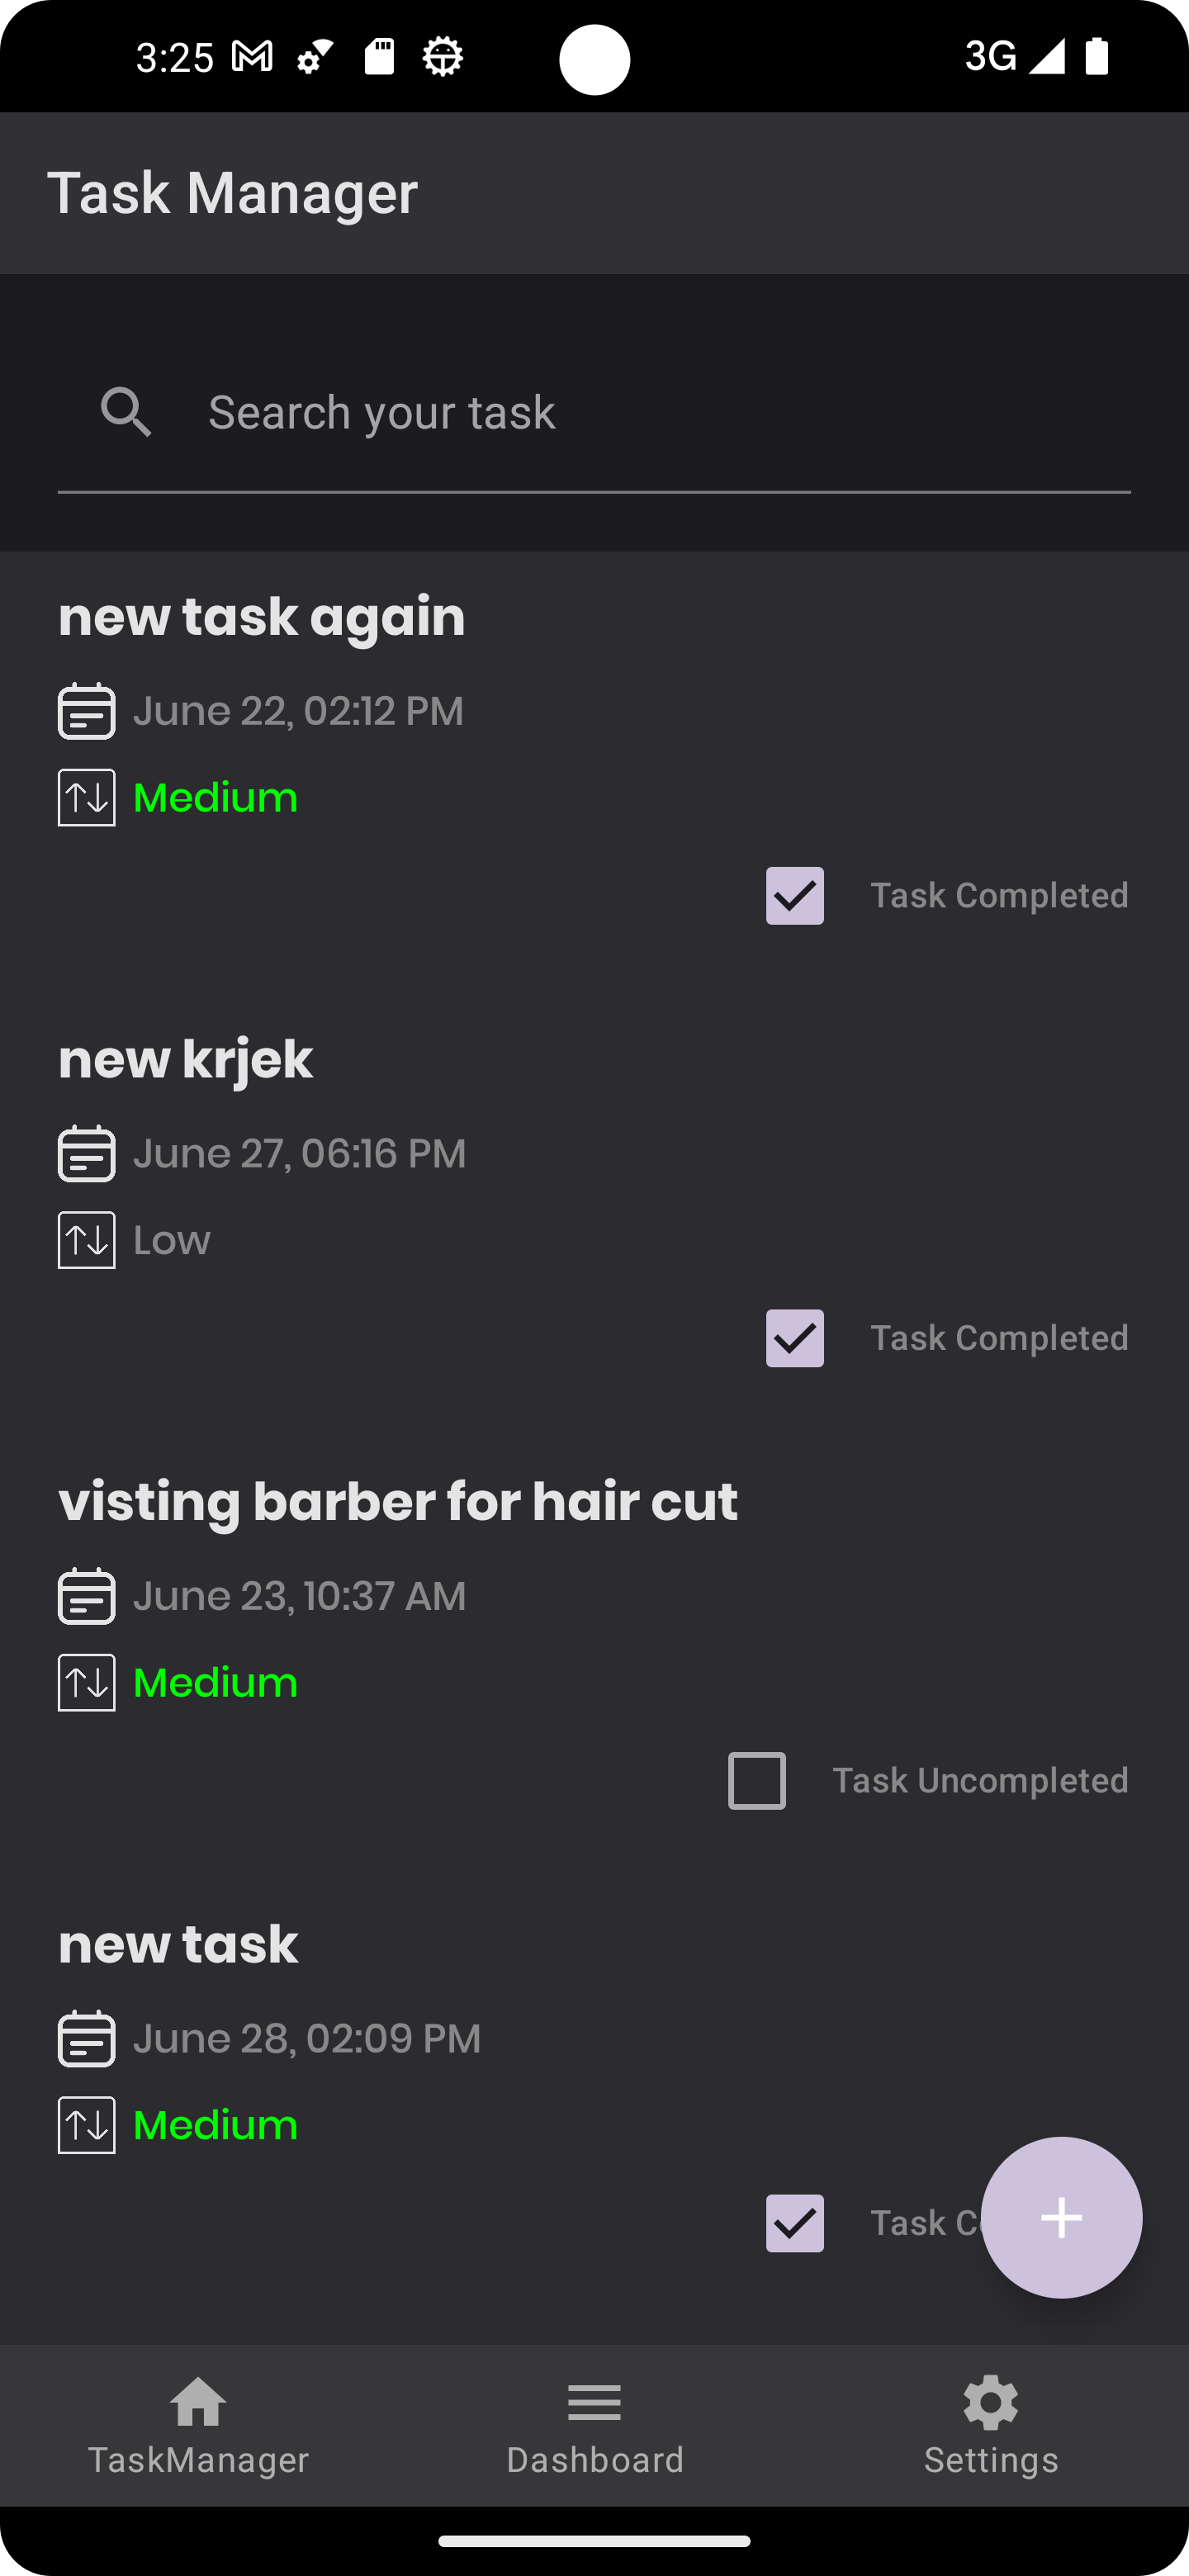 3:25
3G
Task Manager
Search your task
new task again
June 22, 02:12 PM
Medium
Task Completed
new krjek
June 27, 06:16 PM
Low
Task Completed
visting barber for hair cut
June 23, 10:37 AM
Medium
Task Uncompleted
new task
June 28, 02:09 PM
Medium
Task
TaskManager
Dashboard
Settings